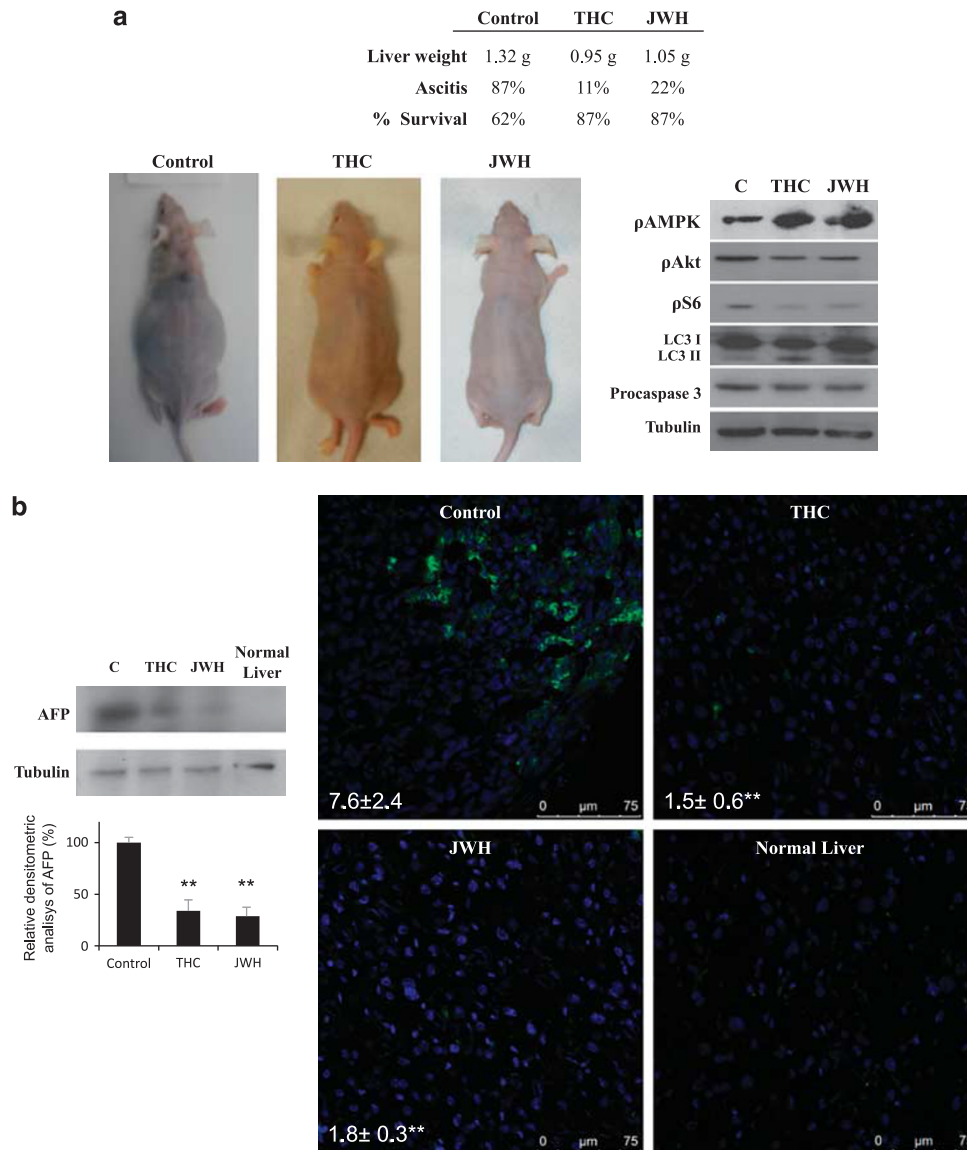 a
Control THC JWH
Liver weight 1.32 g 0.95 g 1.05 g
Ascitis 87% 11% 22%
% Survival 62% 87% 87%
Control THC JWH
C THC JWH
ρAMPK
ρAkt
ρS6
LC3 I
LC3 II
Procaspase 3
Tubulin
b
C THC JWH Normal Liver
AFP
Tubulin
Relative densitometric
analisys of AFP (%)
100
50
0
** **
Control THC JWH
Control
7.6±2.4
0 µm 75
THC
1.5± 0.6**
0 µm 75
JWH
1.8± 0.3**
0 µm 75
Normal Liver
0 µm 75